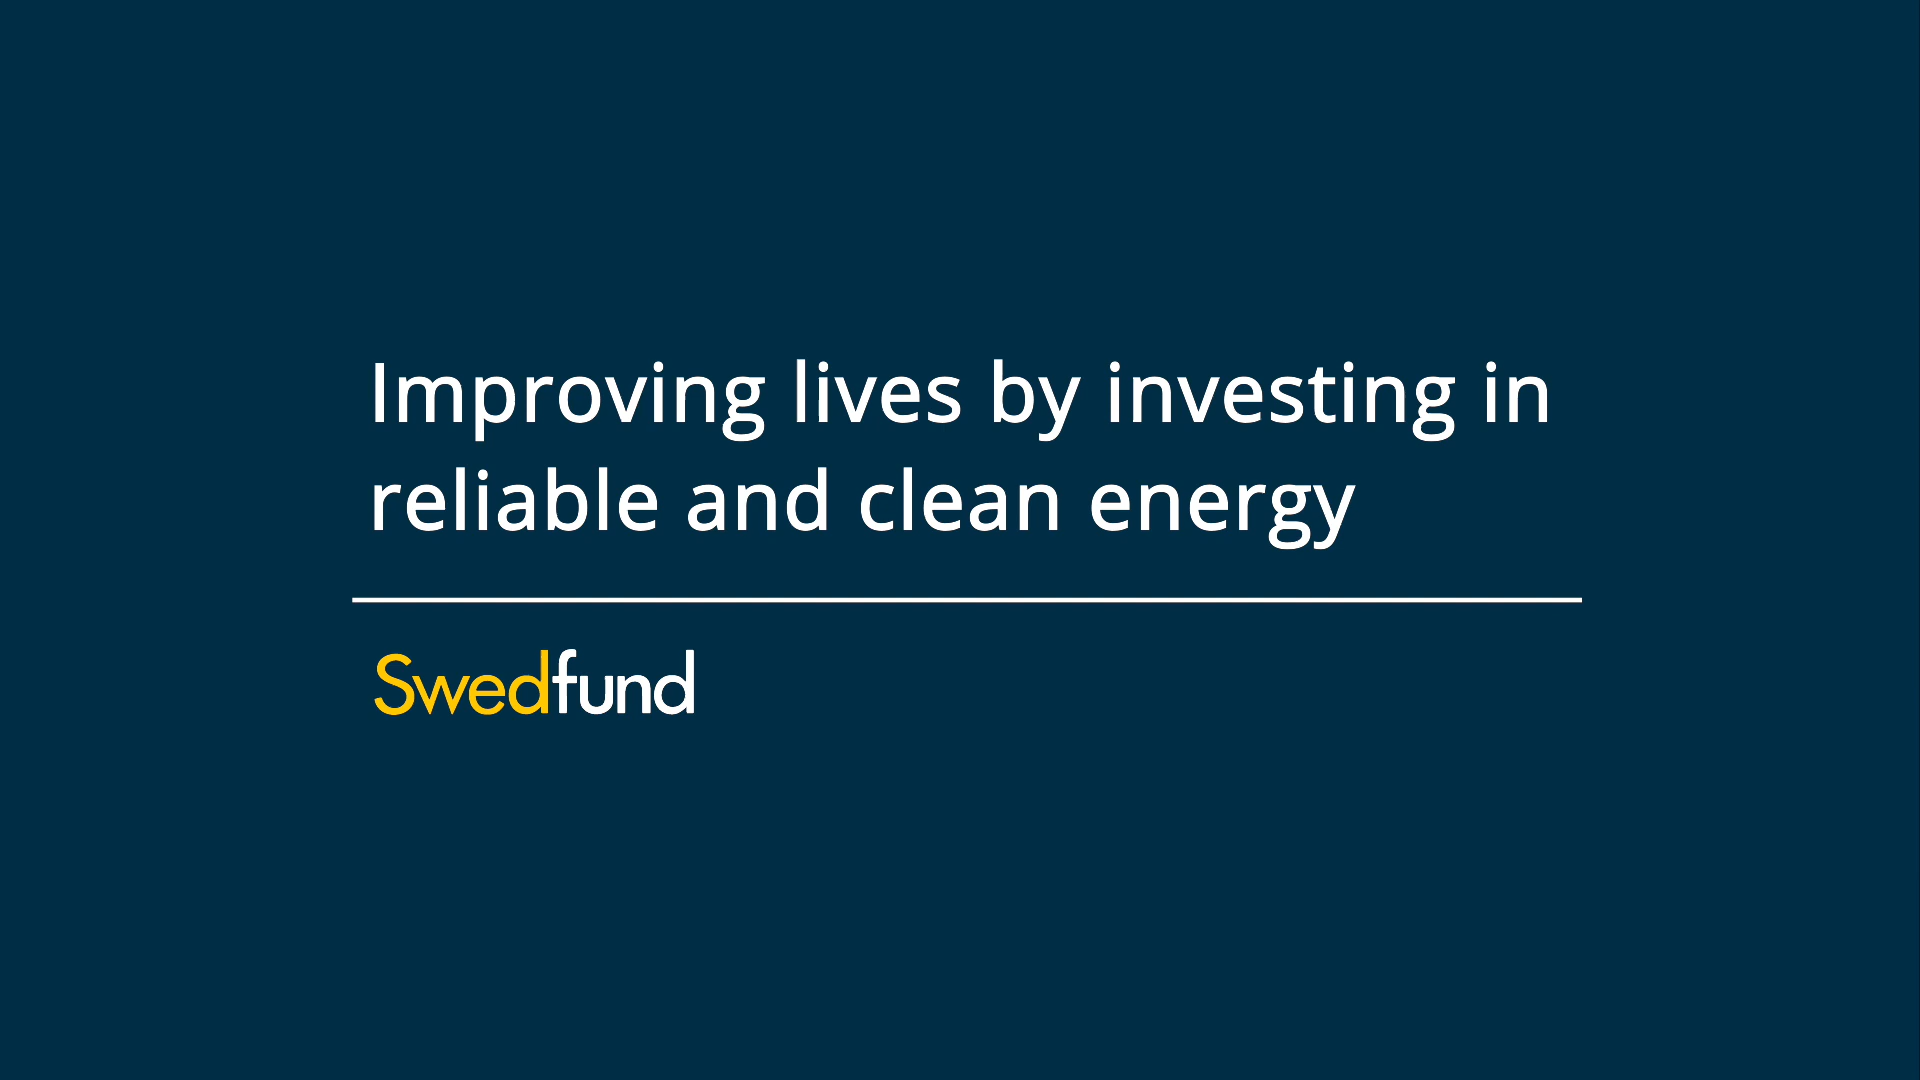 Improving lives by investing in
reliable and clean energy
Swedfund